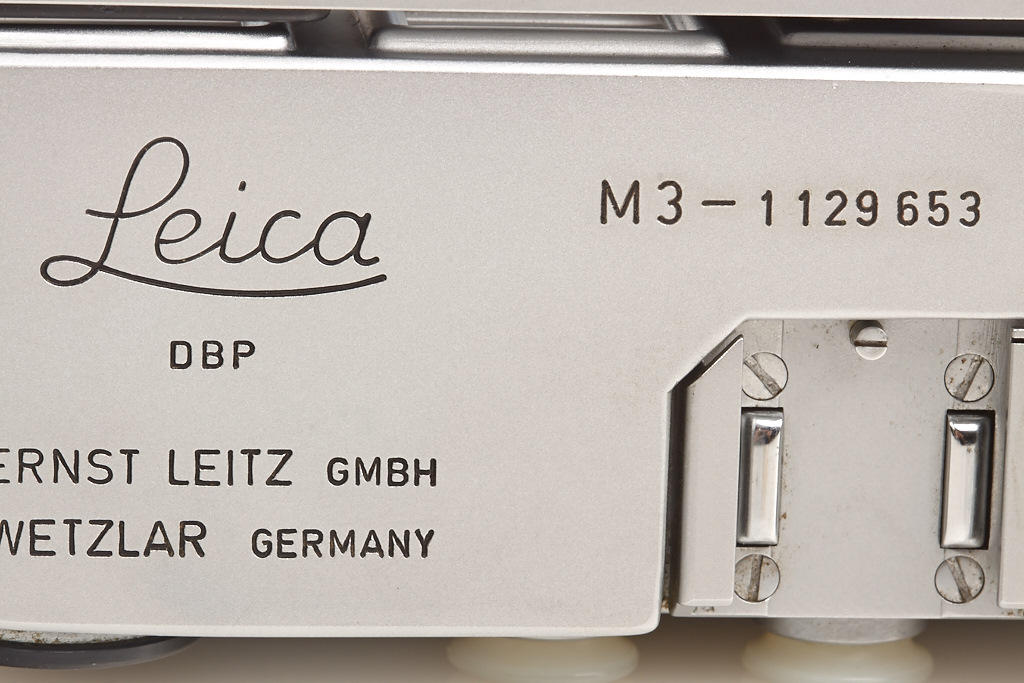 Leica
M3-1129653
DBP
ERNST LEITZ GMBH
WETZLAR GERMANY